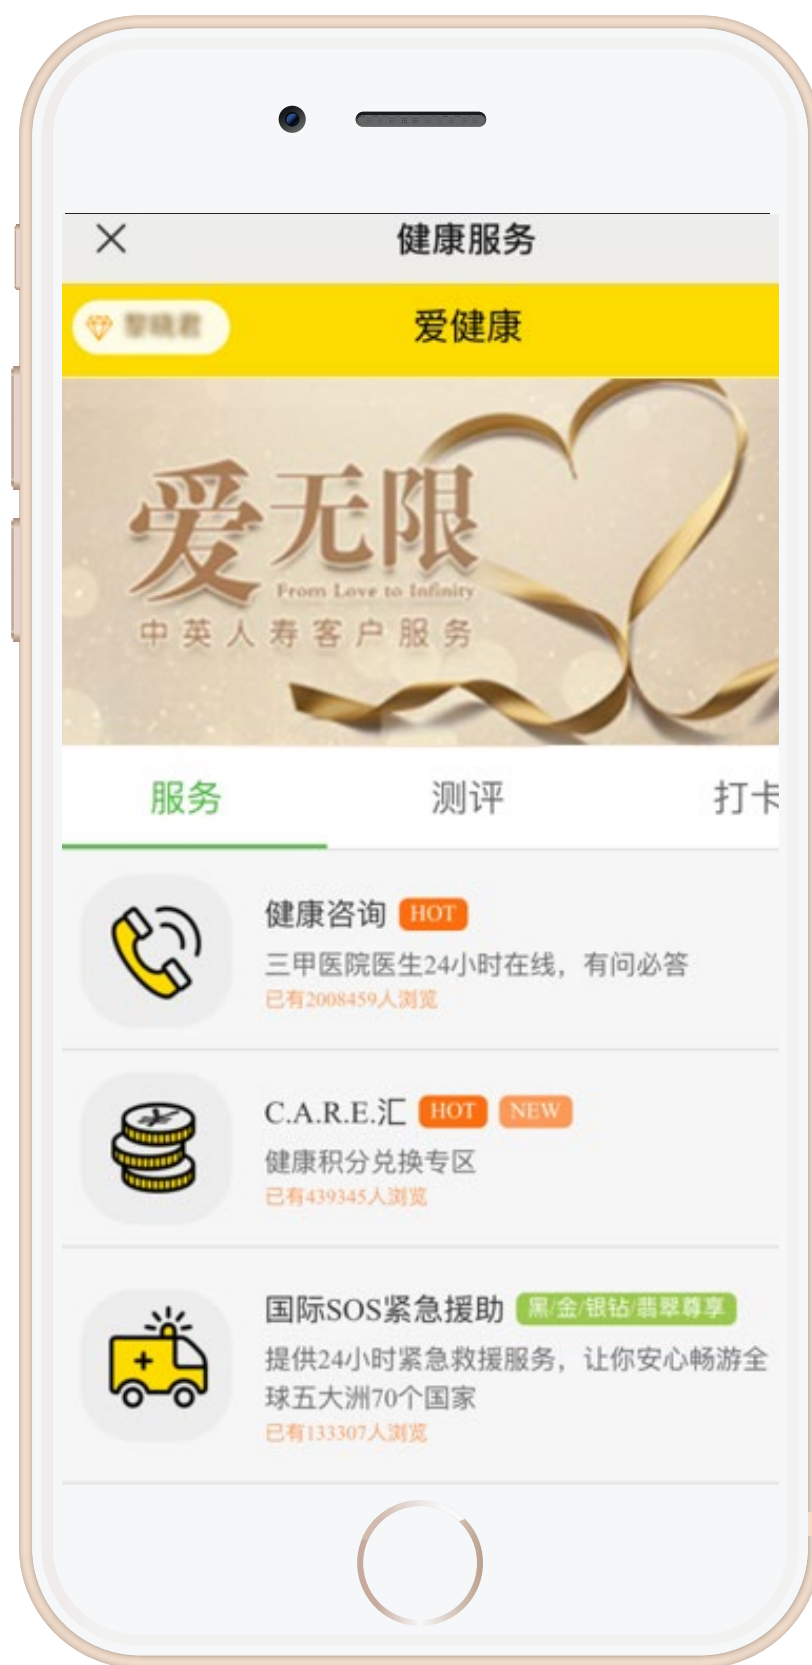 健康服务
爱健康
爱无限
From Love to Infinity
中英人寿客户服务
服务 测评 打卡
健康咨询 HOT
三甲医院医生24小时在线，有问必答
已有2008459人浏览
C.A.R.E.汇 HOT NEW
健康积分兑换专区
已有439345人浏览
国际SOS紧急援助 黑/金/银钻/翡翠尊享
提供24小时紧急救援服务，让你安心畅游全
球五大洲70个国家
已有133307人浏览